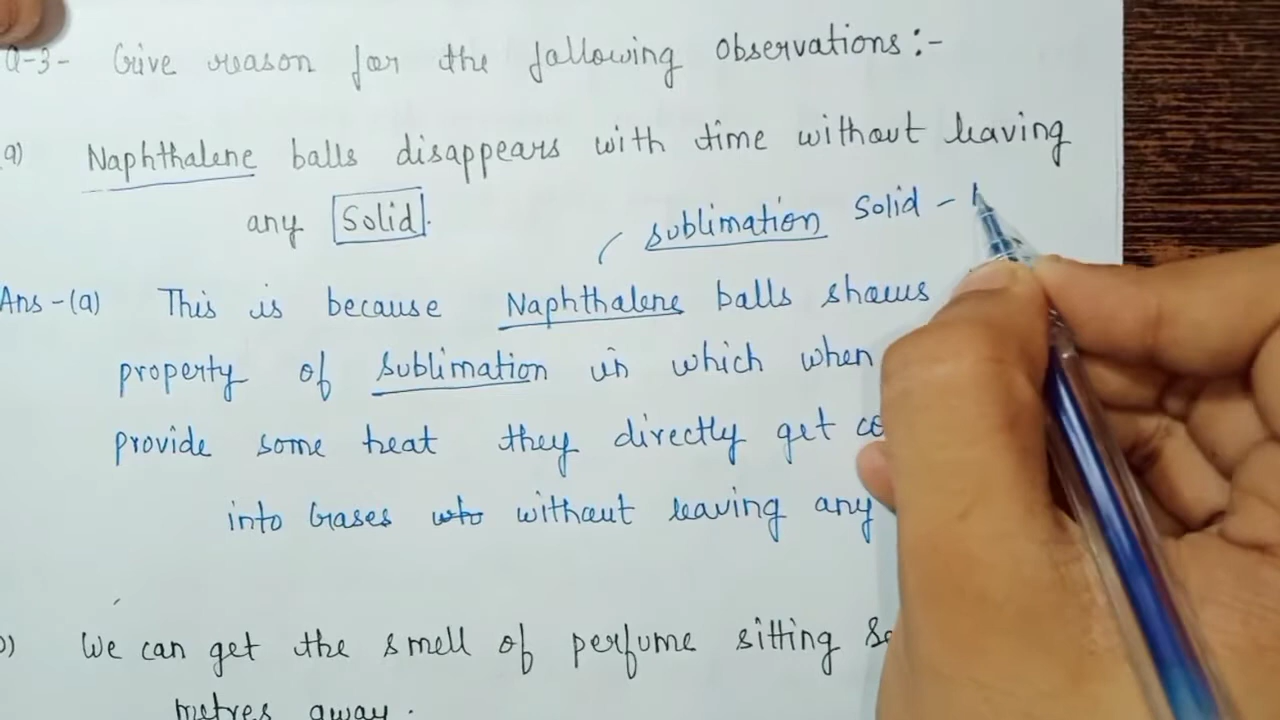 Q-3- Give reason for the following observations:-
a) Naphthalene balls disappears with time without leaving
any Solid.
sublimation Solid -
Ans-(a) This is because Naphthalene balls shows
property of sublimation in which when
provide some heat they directly get co
into Gases who without leaving any
We can get the smell of perfume sitting
metres away.